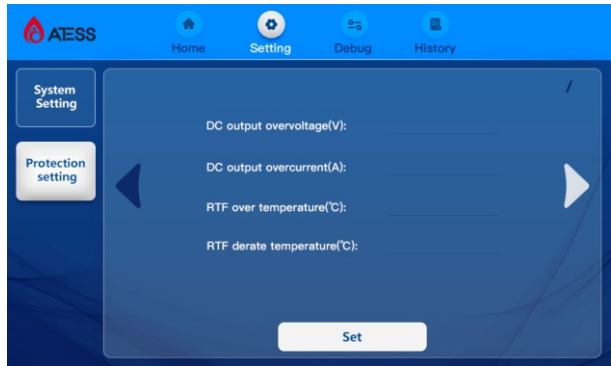 ATESS
Home
Setting
Debug
History
System
Setting
Protection
setting
/
DC output overvoltage(V):
DC output overcurrent(A):
RTF over temperature(℃):
RTF derate temperature(℃):
Set